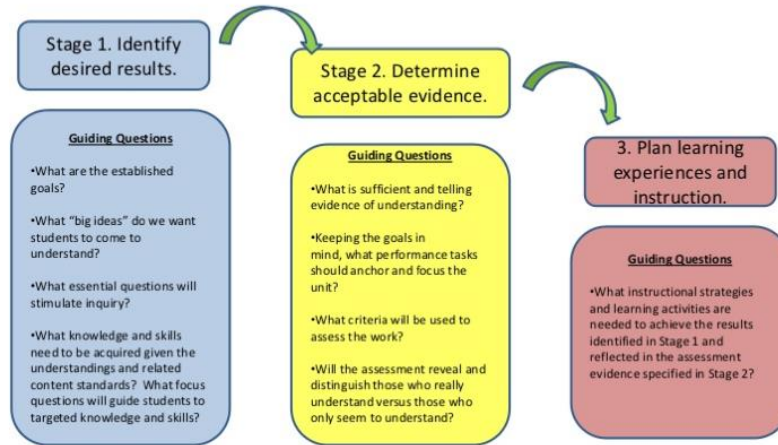 Stage 1. Identify
desired results.
Guiding Questions
•What are the established
goals?
•What “big ideas” do we want
students to come to
understand?
•What essential questions will
stimulate inquiry?
•What knowledge and skills
need to be acquired given the
understandings and related
content standards? What focus
questions will guide students to
targeted knowledge and skills?
Stage 2. Determine
acceptable evidence.
Guiding Questions
•What is sufficient and telling
evidence of understanding?
•Keeping the goals in
mind, what performance tasks
should anchor and focus the
unit?
•What criteria will be used to
assess the work?
•Will the assessment reveal and
distinguish those who really
understand versus those who
only seem to understand?
3. Plan learning
experiences and
instruction.
Guiding Questions
•What instructional strategies
and learning activities are
needed to achieve the results
identified in Stage 1 and
reflected in the assessment
evidence specified in Stage 2?